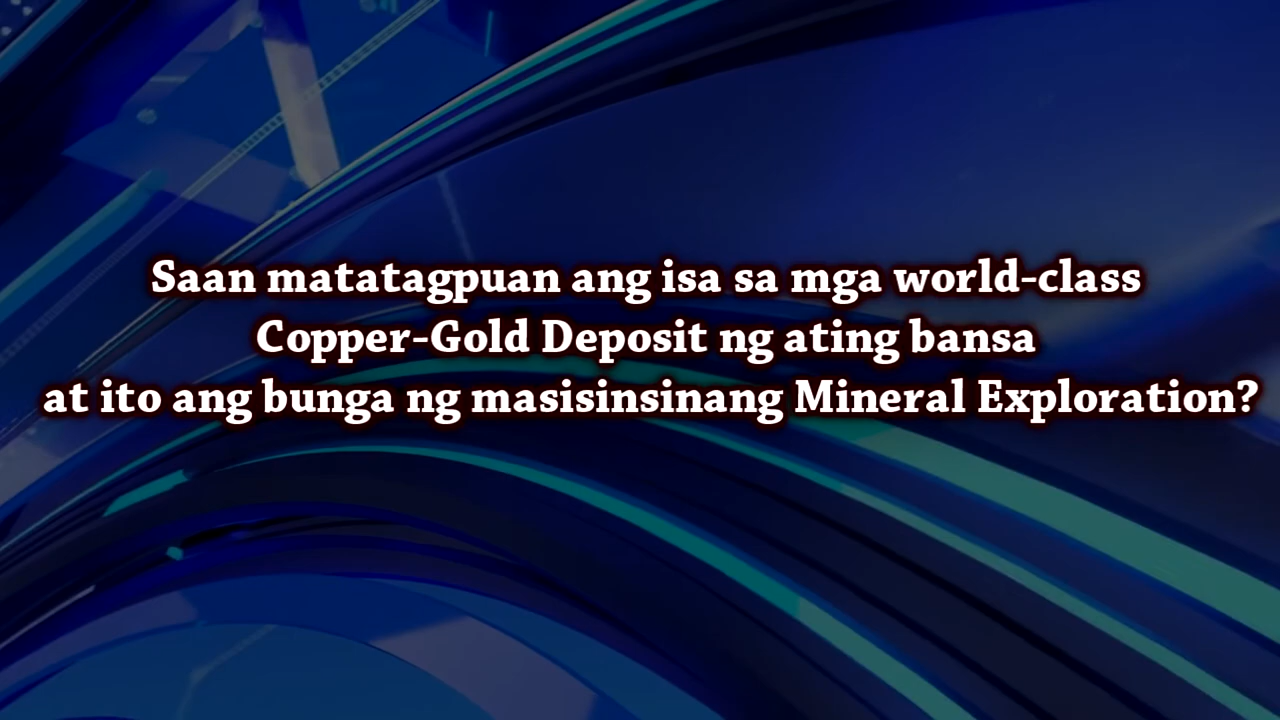 Saan matatagpuan ang isa sa mga world-class
Copper-Gold Deposit ng ating bansa
at ito ang bunga ng masisinsinang Mineral Exploration?